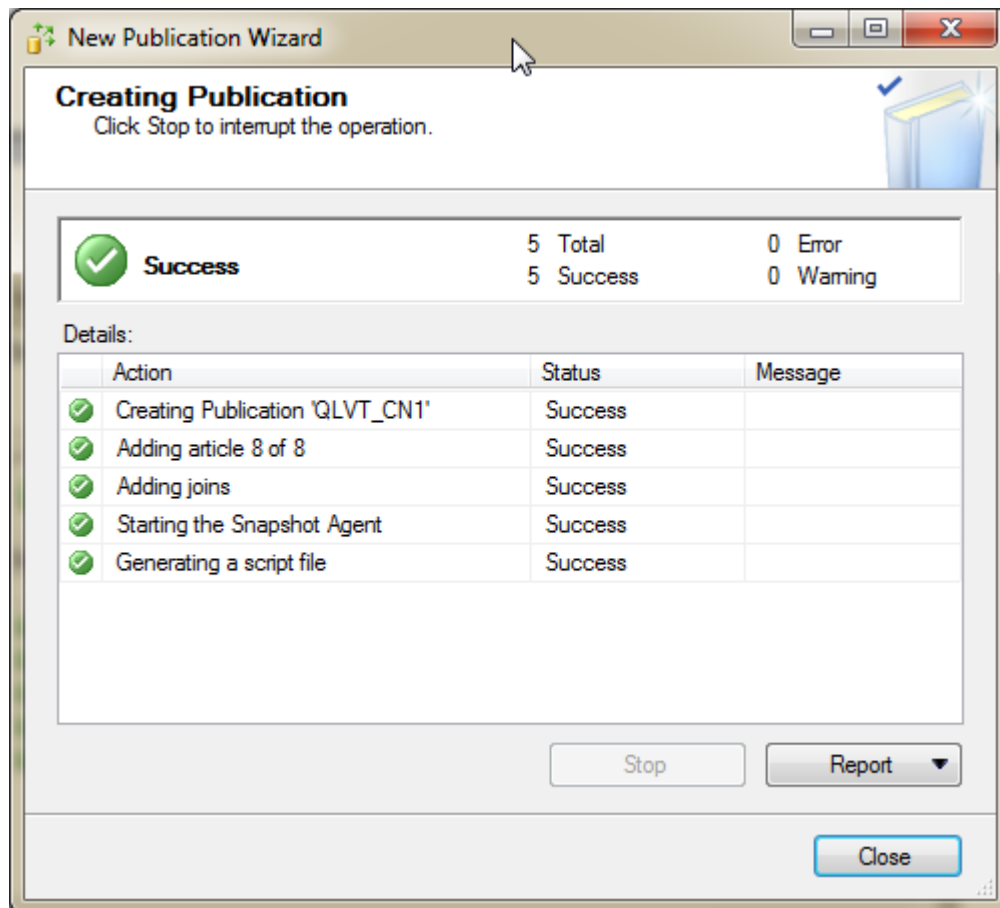 New Publication Wizard
Creating Publication
Click Stop to interrupt the operation.
Success
5 Total
0 Error
5 Success
0 Warning
Details:
Action Status Message
Creating Publication 'QLVT_CN1' Success
Adding article 8 of 8 Success
Adding joins Success
Starting the Snapshot Agent Success
Generating a script file Success
Stop
Report
Close